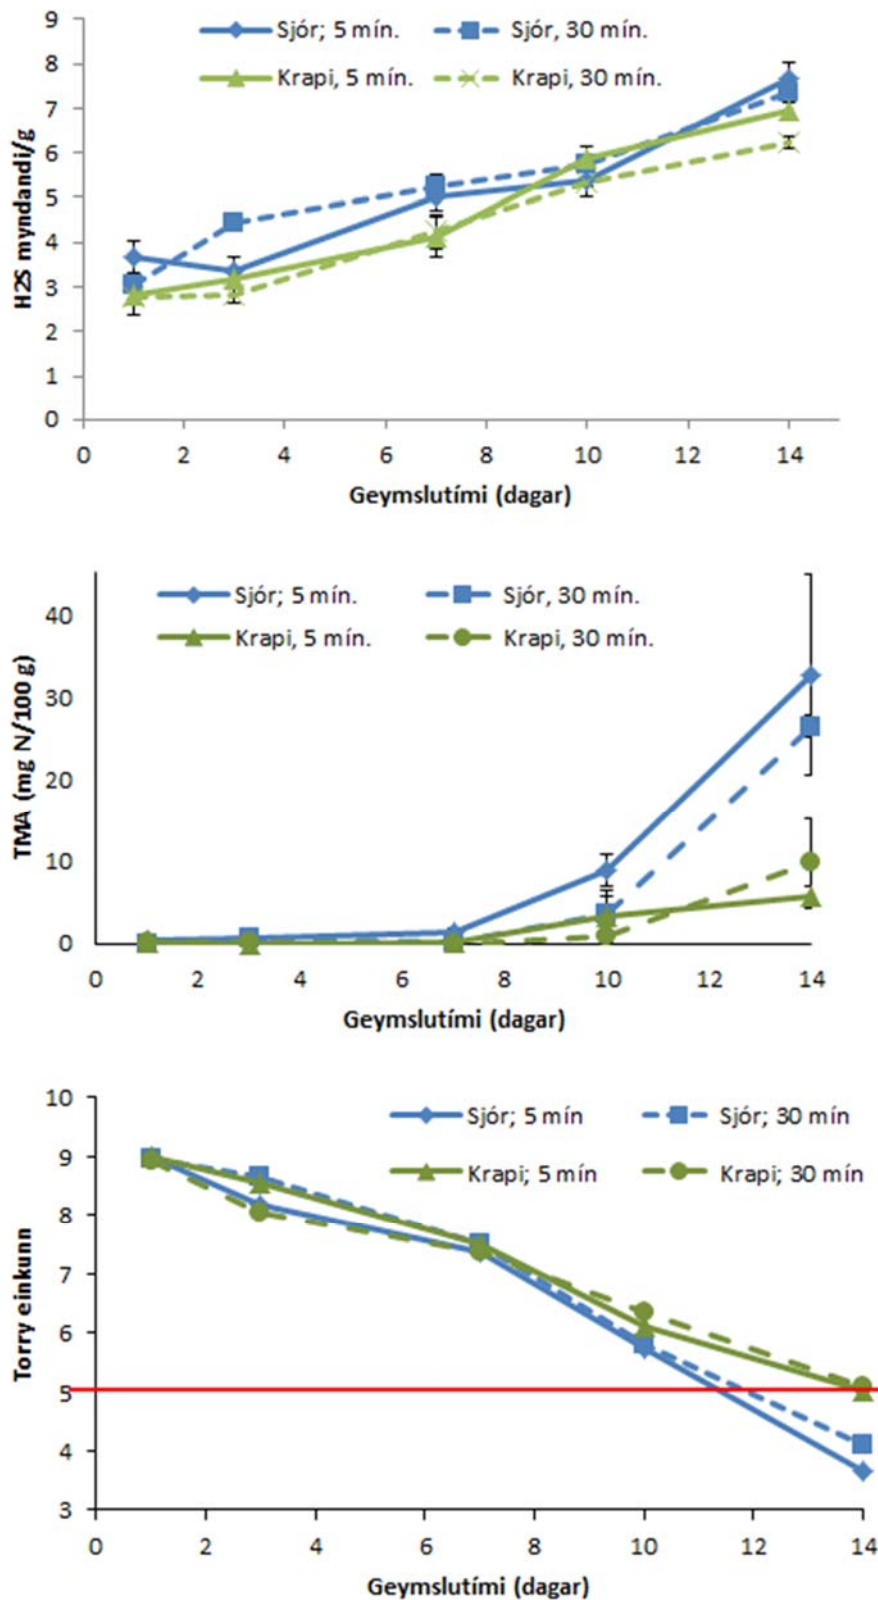 Sjór; 5 mín. Sjór, 30 mín.
Krapi, 5 mín. Krapi, 30 mín.
9
8
7
6
5
4
3
2
1
0
H2S myndandi/g
0 2 4 6 8 10 12 14
Geymslutími (dagar)
Sjór; 5 mín. Sjór, 30 mín.
Krapi, 5 mín. Krapi, 30 mín.
40
30
20
10
0
TMA (mg N/100 g)
0 2 4 6 8 10 12 14
Geymslutími (dagar)
Sjór; 5 mín Sjór; 30 mín
Krapi; 5 mín Krapi; 30 mín
10
9
8
7
6
5
4
3
Torry einkunn
0 2 4 6 8 10 12 14
Geymslutími (dagar)